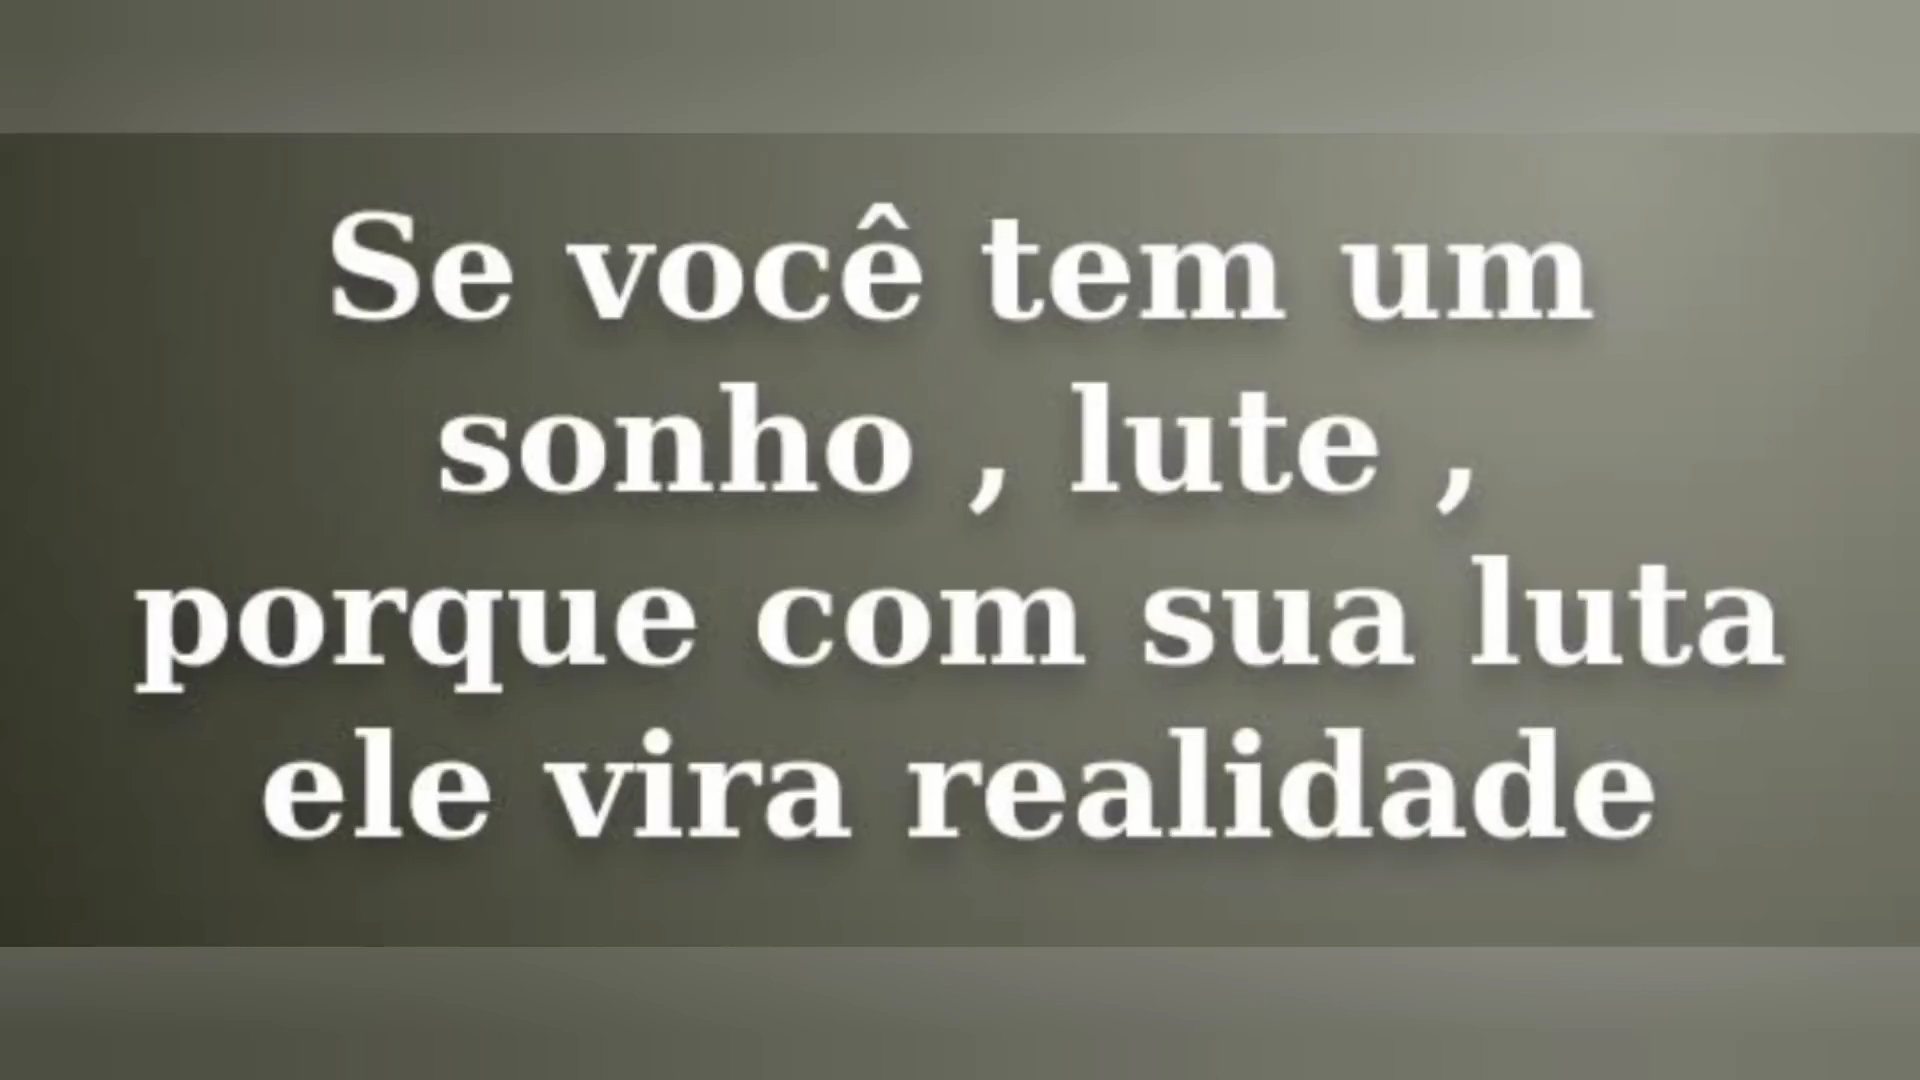 Se você tem um
sonho , lute ,
porque com sua luta
ele vira realidade